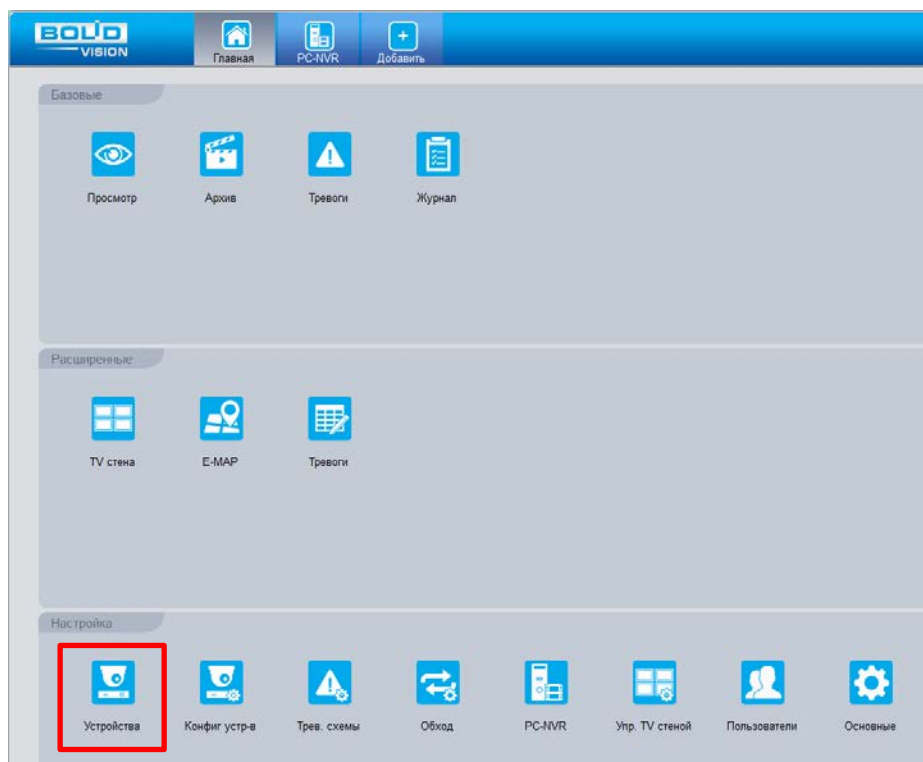 BOLID
VISION
Главная
PC-NVR
Добавить
Базовые
Просмотр
Архив
Тревоги
Журнал
Расширенные
TV стена
E-MAP
Тревоги
Настройка
Устройства
Конфиг устр-в
Трев. схемы
Обход
PC-NVR
Упр. TV стеной
Пользователи
Основные